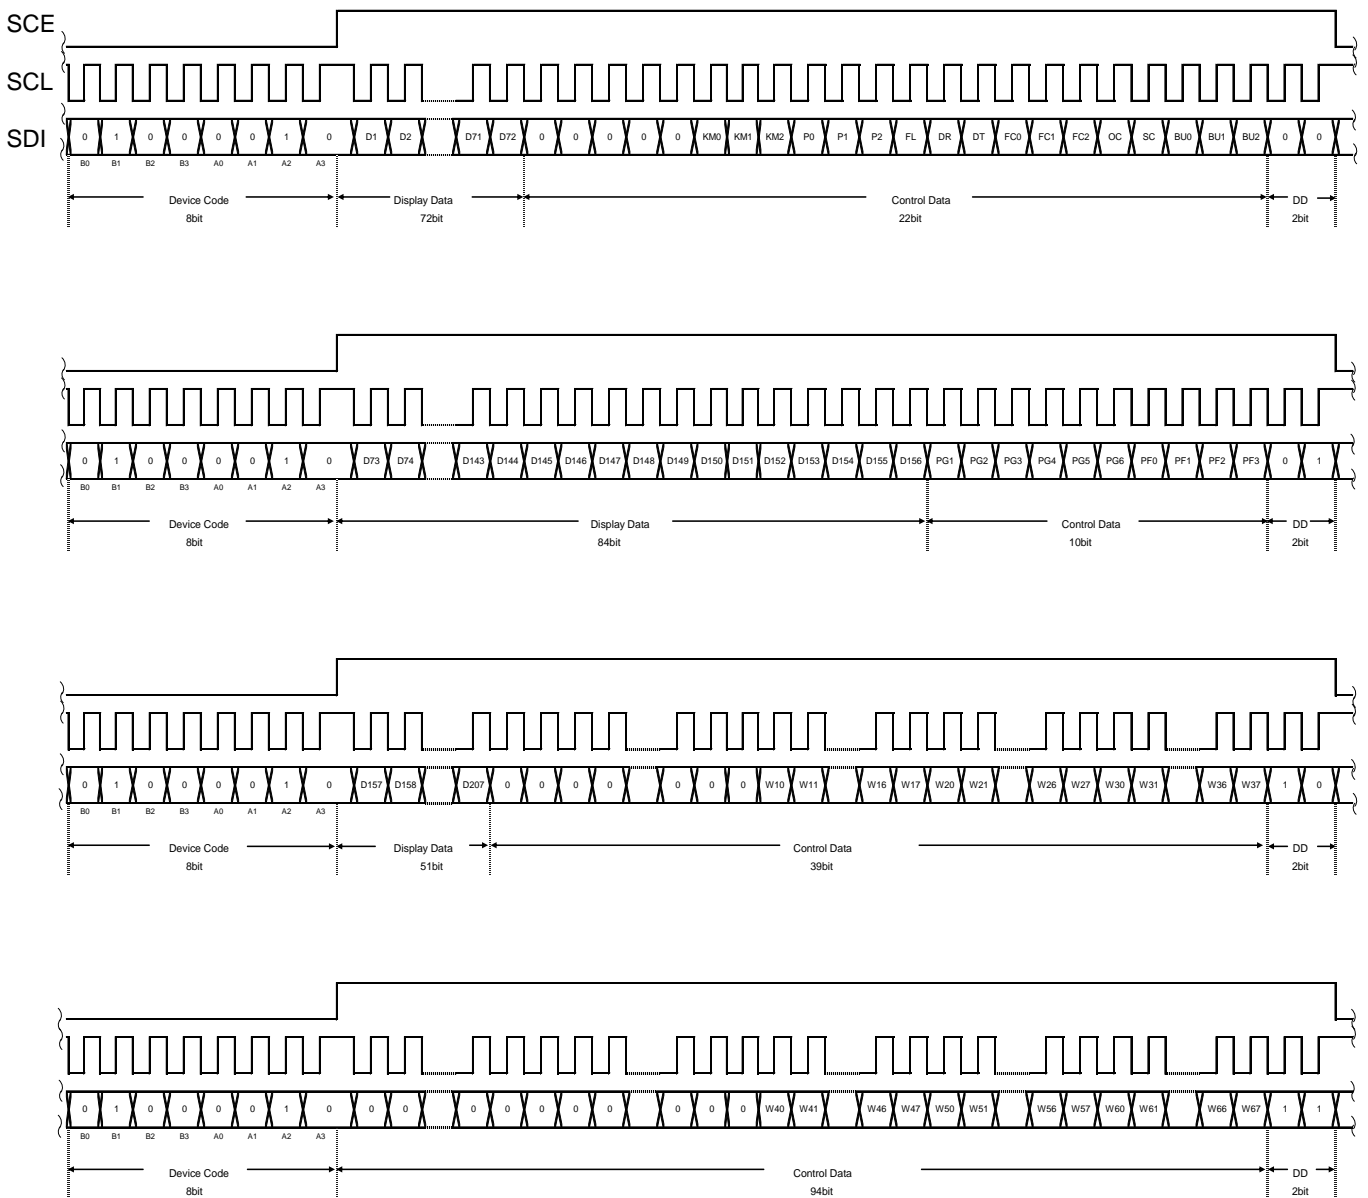 SCE
SCL
SDI
0 1 0 0 0 0 1 0 D1 D2 D71 D72 0 0 0 0 0 KM0 KM1 KM2 P0 P1 P2 FL DR DT FC0 FC1 FC2 OC SC BU0 BU1 BU2 0 0
B0 B1 B2 B3 A0 A1 A2 A3
Device Code Display Data Control Data DD
8bit 72bit 22bit 2bit
0 1 0 0 0 0 1 0 D73 D74 D143 D144 D145 D146 D147 D148 D149 D150 D151 D152 D153 D154 D155 D156 PG1 PG2 PG3 PG4 PG5 PG6 PF0 PF1 PF2 PF3 0 1
B0 B1 B2 B3 A0 A1 A2 A3
Device Code Display Data Control Data DD
8bit 84bit 10bit 2bit
0 1 0 0 0 0 1 0 D157 D158 D207 0 0 0 0 0 0 0 W10 W11 W16 W17 W20 W21 W26 W27 W30 W31 W36 W37 1 0
B0 B1 B2 B3 A0 A1 A2 A3
Device Code Display Data Control Data DD
8bit 51bit 39bit 2bit
0 1 0 0 0 0 1 0 0 0 0 0 0 0 0 0 0 0 W40 W41 W46 W47 W50 W51 W56 W57 W60 W61 W66 W67 1 1
B0 B1 B2 B3 A0 A1 A2 A3
Device Code Control Data DD
8bit 94bit 2bit